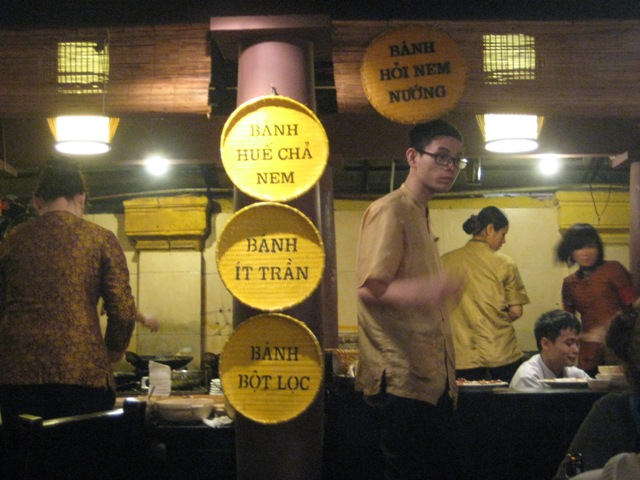 BÁNH
HUẾ CHẢ
NEM
BÁNH
ÍT TRẦN
BÁNH
BỘT LỌC
BÁNH
HỎI NEM
NƯỚNG